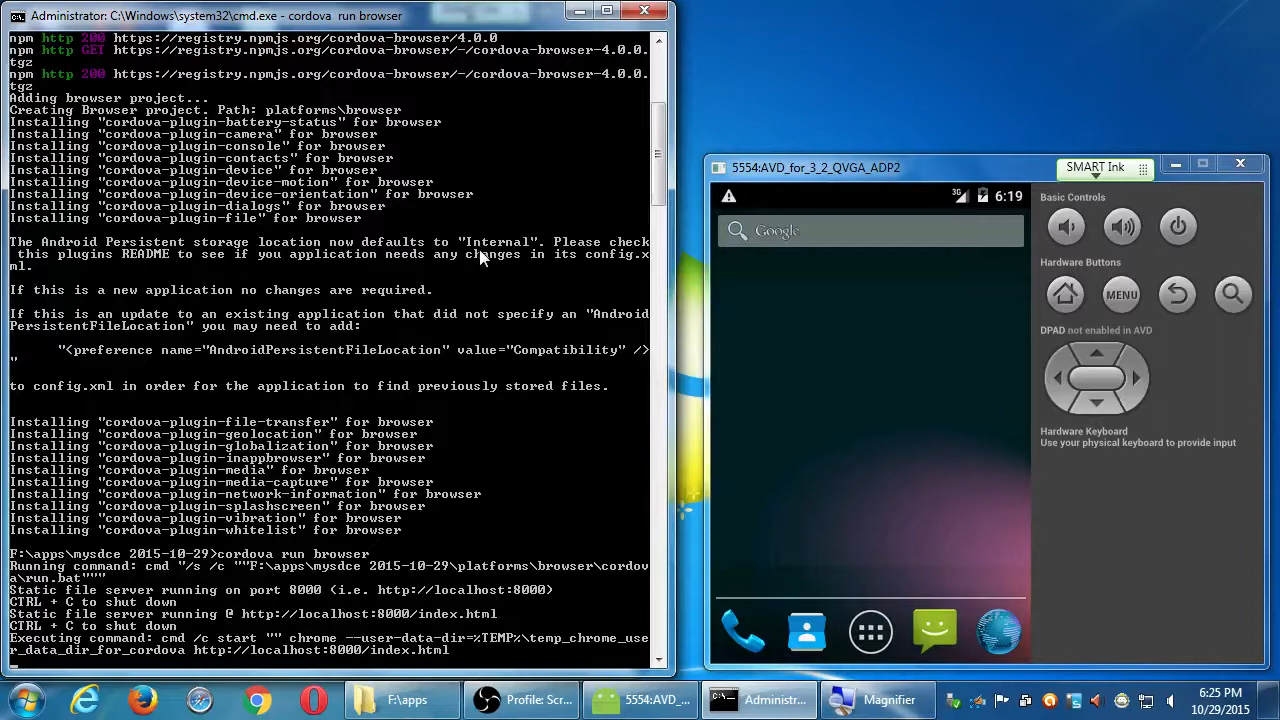 Administrator: C:\Windows\system32\cmd.exe - cordova  run browser
npm http 200 https://registry.npmjs.org/cordova-browser/4.0.0
npm http GET https://registry.npmjs.org/cordova-browser/-/cordova-browser-4.0.0.
tgz
npm http 200 https://registry.npmjs.org/cordova-browser/-/cordova-browser-4.0.0.
tgz
Adding browser project...
Creating Browser project. Path: platforms\browser
Installing "cordova-plugin-battery-status" for browser
Installing "cordova-plugin-camera" for browser
Installing "cordova-plugin-console" for browser
Installing "cordova-plugin-contacts" for browser
Installing "cordova-plugin-device" for browser
Installing "cordova-plugin-device-motion" for browser
Installing "cordova-plugin-device-orientation" for browser
Installing "cordova-plugin-dialogs" for browser
Installing "cordova-plugin-file" for browser
The Android Persistent storage location now defaults to "Internal". Please check
this plugins README to see if you application needs any changes in its config.x
ml.
If this is a new application no changes are required.
If this is an update to an existing application that did not specify an "Android
PersistentFileLocation" you may need to add:
"<preference name="AndroidPersistentFileLocation" value="Compatibility" />
"
to config.xml in order for the application to find previously stored files.
Installing "cordova-plugin-file-transfer" for browser
Installing "cordova-plugin-geolocation" for browser
Installing "cordova-plugin-globalization" for browser
Installing "cordova-plugin-inappbrowser" for browser
Installing "cordova-plugin-media" for browser
Installing "cordova-plugin-media-capture" for browser
Installing "cordova-plugin-network-information" for browser
Installing "cordova-plugin-splashscreen" for browser
Installing "cordova-plugin-vibration" for browser
Installing "cordova-plugin-whitelist" for browser
F:\apps\mysdce 2015-10-29>cordova run browser
Running command: cmd "/s /c ""F:\apps\mysdce 2015-10-29\platforms\browser\cordov
a\run.bat"""
Static file server running on port 8000 (i.e. http://localhost:8000)
CTRL + C to shut down
Static file server running @ http://localhost:8000/index.html
CTRL + C to shut down
Executing command: cmd /c start "" chrome --user-data-dir=%TEMP%\temp_chrome_use
r_data_dir_for_cordova http://localhost:8000/index.html
5554:AVD_for_3_2_QVGA_ADP2
SMART Ink
3G
6:19
Google
Basic Controls
Hardware Buttons
MENU
DPAD not enabled in AVD
Hardware Keyboard
Use your physical keyboard to provide input
F:\apps
Profile: Scr...
5554:AVD_...
Administr...
Magnifier
6:25 PM
10/29/2015